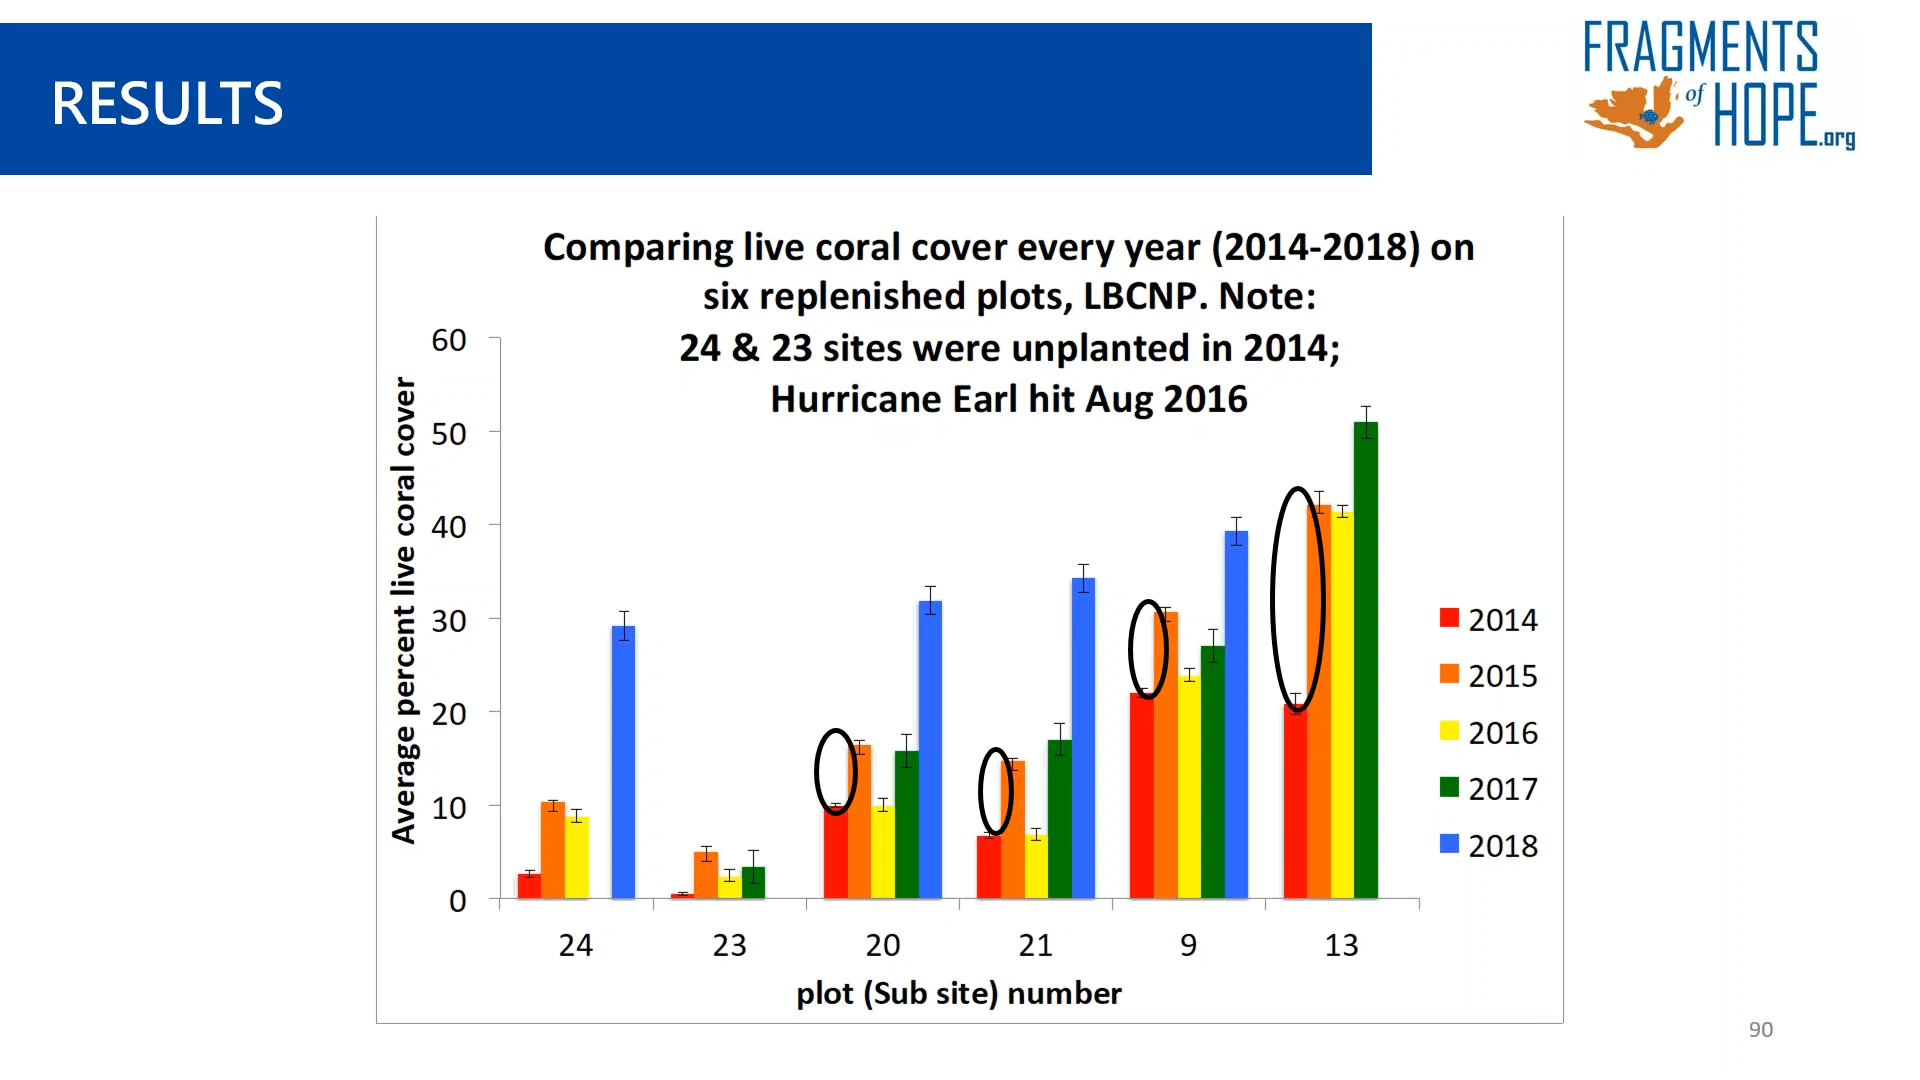 RESULTS
FRAGMENTS
of HOPE.org
Comparing live coral cover every year (2014-2018) on
six replenished plots, LBCNP. Note:
24 & 23 sites were unplanted in 2014;
Hurricane Earl hit Aug 2016
Average percent live coral cover
60
50
40
30
20
10
0
24 23 20 21 9 13
plot (Sub site) number
2014
2015
2016
2017
2018
90